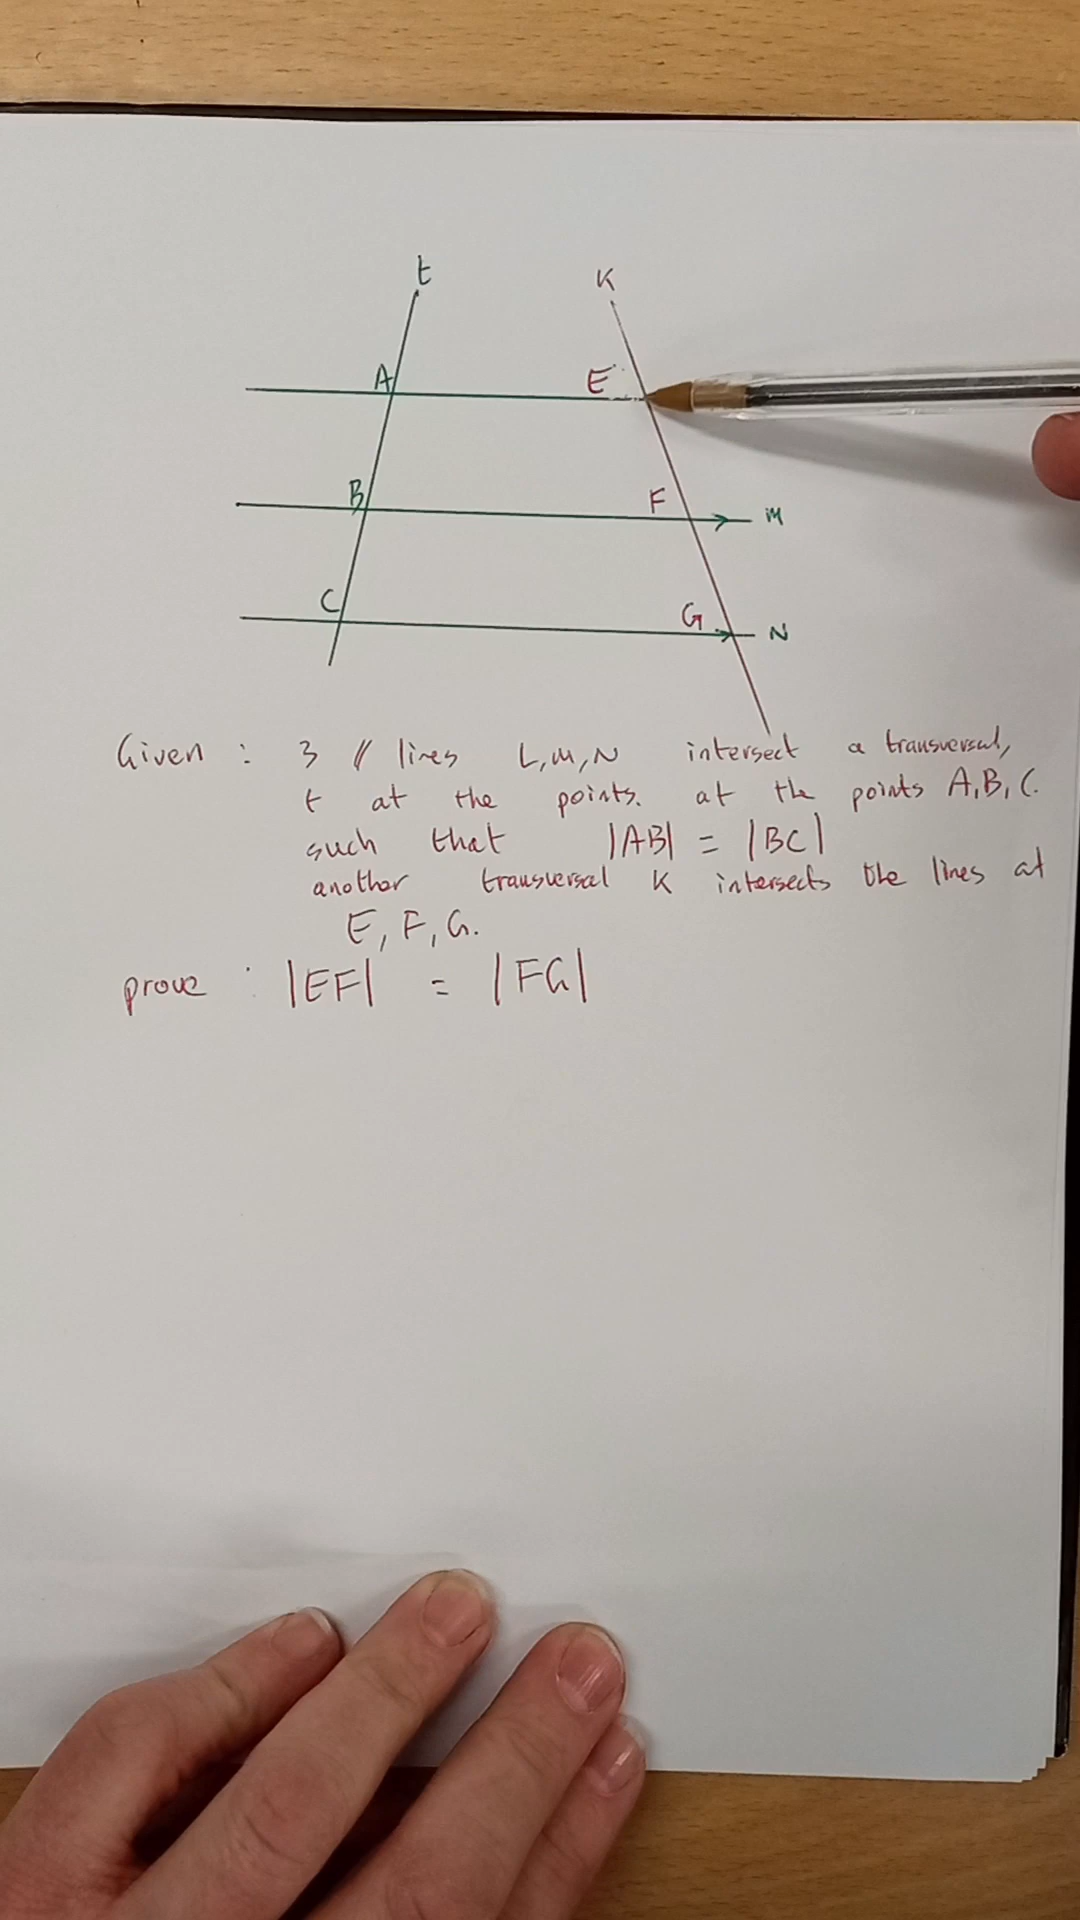 t K
A E
B F M
C G N
Given : 3 // lines L, M, N intersect a transversal,
t at the points. at the points A, B, C.
such that |AB| = |BC|
another transversal K intersects the lines at
E, F, G.
prove : |EF| = |FG|